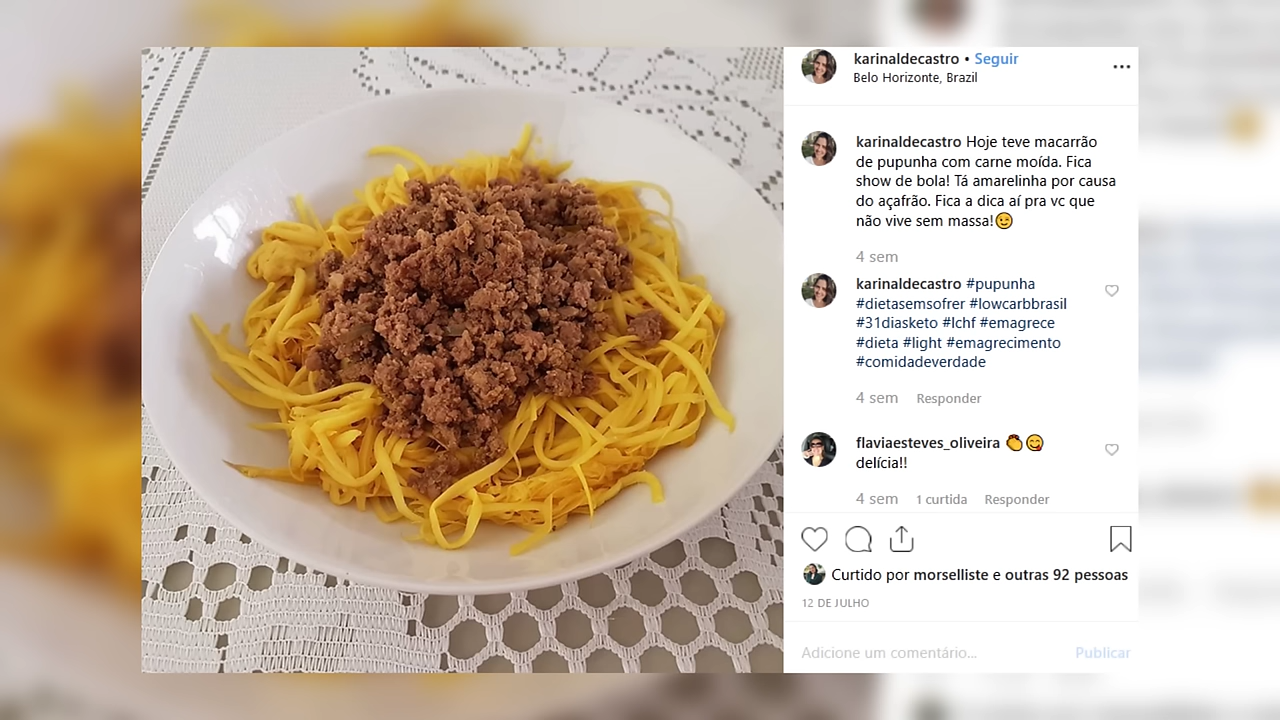 karinaldecastro • Seguir
Belo Horizonte, Brazil
karinaldecastro Hoje teve macarrão
de pupunha com carne moída. Fica
show de bola! Tá amarelinha por causa
do açafrão. Fica a dica aí pra vc que
não vive sem massa!😉
4 sem
karinaldecastro #pupunha
#dietasemsofrer #lowcarbbrasil
#31diasketo #lchf #emagrece
#dieta #light #emagrecimento
#comidadeverdade
4 sem Responder
flaviaesteves_oliveira 👏😋
delícia!!
4 sem 1 curtida Responder
Curtido por morselliste e outras 92 pessoas
12 DE JULHO
Adicione um comentário... Publicar